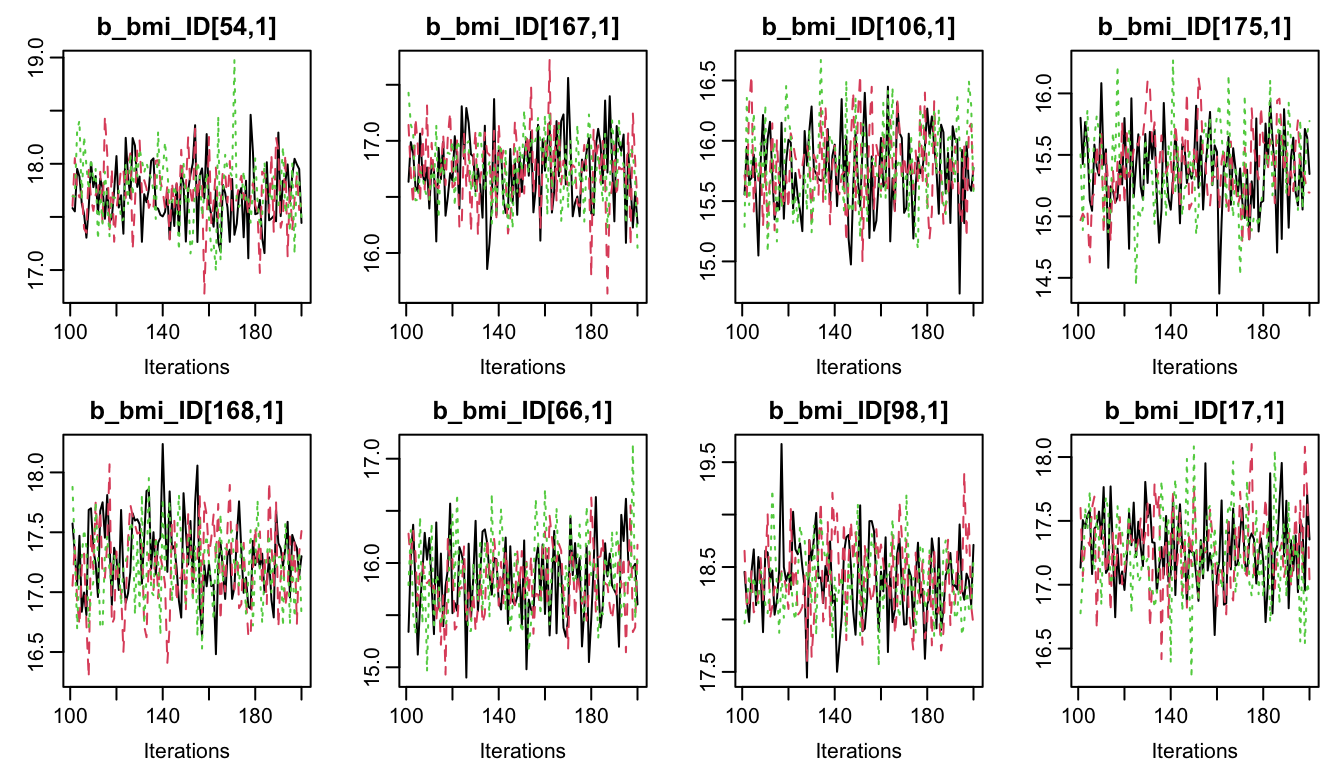 b_bmi_ID[54,1]
17.0 18.0 19.0
100 140 180
Iterations
b_bmi_ID[167,1]
16.0 17.0
100 140 180
Iterations
b_bmi_ID[106,1]
15.0 15.5 16.0 16.5
100 140 180
Iterations
b_bmi_ID[175,1]
14.5 15.0 15.5 16.0
100 140 180
Iterations
b_bmi_ID[168,1]
16.5 17.0 17.5 18.0
100 140 180
Iterations
b_bmi_ID[66,1]
15.0 16.0 17.0
100 140 180
Iterations
b_bmi_ID[98,1]
17.5 18.5 19.5
100 140 180
Iterations
b_bmi_ID[17,1]
16.5 17.0 17.5 18.0
100 140 180
Iterations